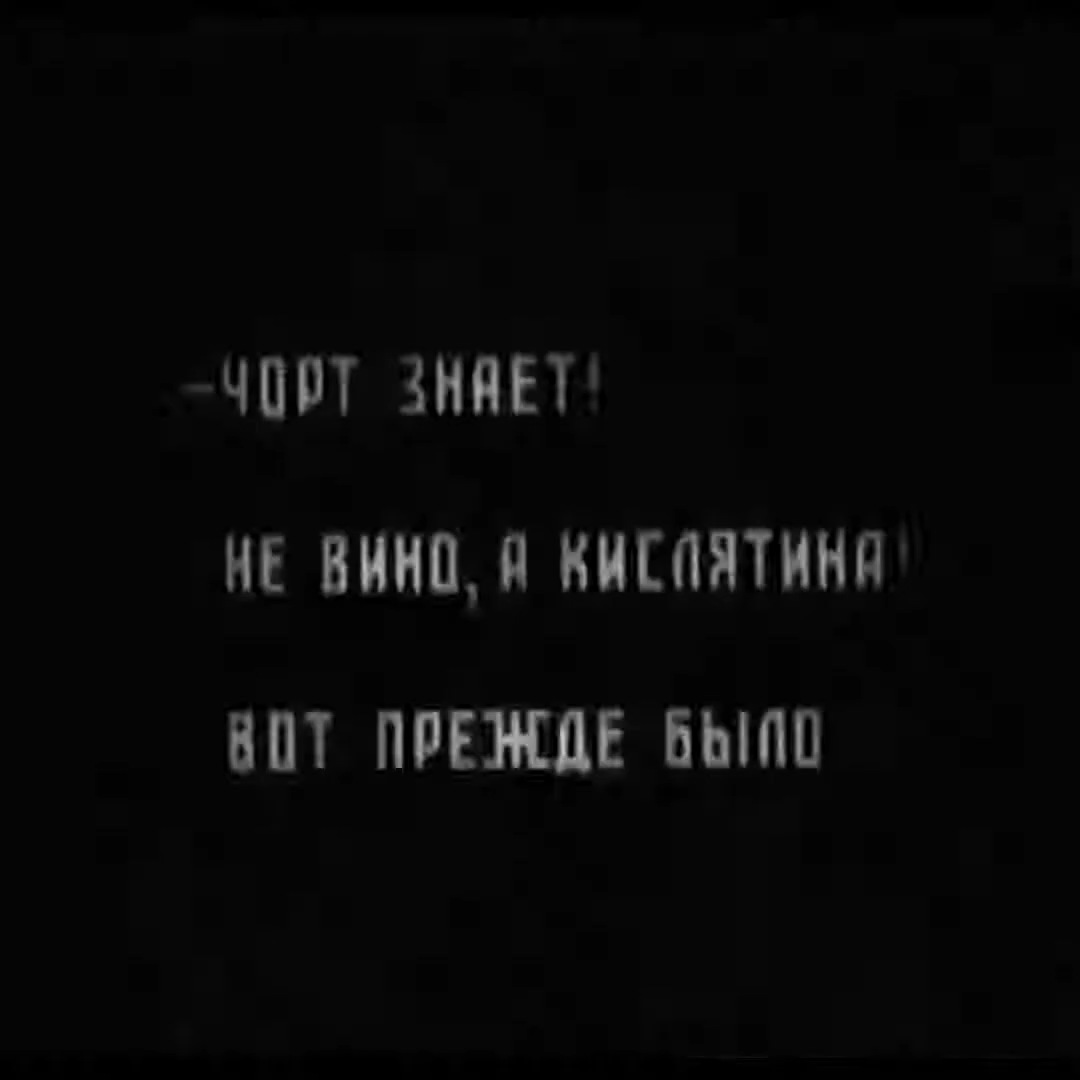 —ЧОРТ ЗНАЕТ!
НЕ ВИНО, А КИСЛЯТИНА!
ВОТ ПРЕЖДЕ БЫЛО